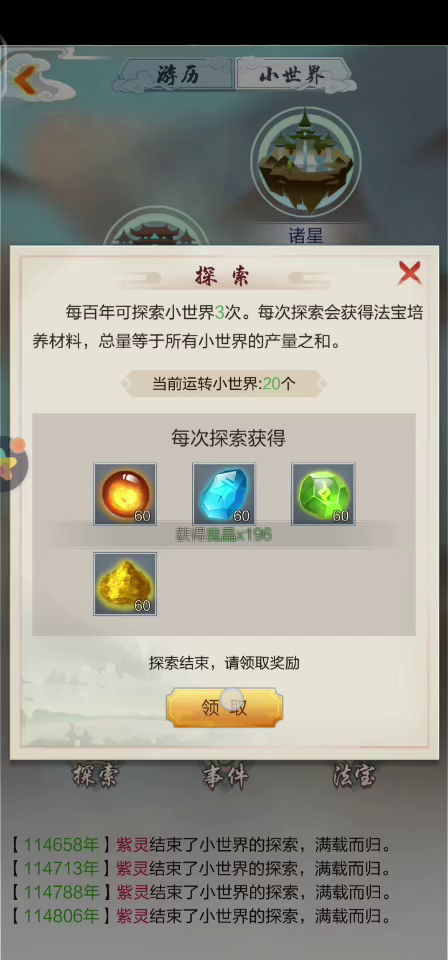 游历
小世界
诸星
探索
每百年可探索小世界3次。每次探索会获得法宝培
养材料，总量等于所有小世界的产量之和。
当前运转小世界:20个
每次探索获得
60
60
60
获得魔晶x196
60
探索结束，请领取奖励
领取
探索
事件
法宝
【114658年】紫灵结束了小世界的探索，满载而归。
【114713年】紫灵结束了小世界的探索，满载而归。
【114788年】紫灵结束了小世界的探索，满载而归。
【114806年】紫灵结束了小世界的探索，满载而归。